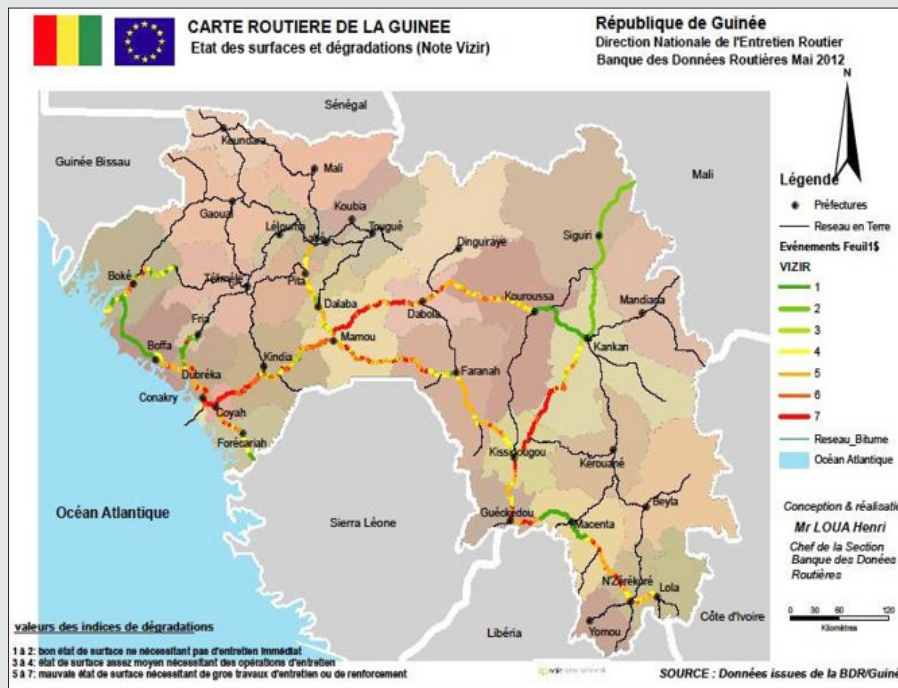 CARTE ROUTIERE DE LA GUINEE
Etat des surfaces et dégradations (Note Vizir)
République de Guinée
Direction Nationale de l'Entretien Routier
Banque des Données Routières Mai 2012
N
Sénégal
Guinée Bissau
Mali
Koundara
Mali
Gaoual
Koubia
Lélouma
Labé
Tougué
Dinguiraye
Siguiri
Boké
Télimélé
Pita
Dalaba
Dabola
Kouroussa
Mandiana
Fria
Boffa
Mamou
Kankan
Dubréka
Kindia
Faranah
Conakry
Coyah
Forécariah
Kissidougou
Kérouané
Guéckédou
Macenta
Beyla
N'Zérékoré
Lola
Yomou
Océan Atlantique
Sierra Léone
Libéria
Côte d'Ivoire
Légende
Préfectures
Reseau en Terre
Evénements Feuil1$
VIZIR
1
2
3
4
5
6
7
Reseau_Bitume
Océan Atlantique
Conception & réalisation
Mr LOUA Henri
Chef de la Section
Banque des Donées
Routières
0 30 60 120
Kilomètres
valeurs des indices de dégradations
1 à 2: bon état de surface ne nécessitant pas d'entretien immédiat
3 à 4: état de surface assez moyen nécessitant des opérations d'entretien
5 à 7: mauvais état de surface nécessitant de gros travaux d'entretien ou de renforcement
SOURCE : Données issues de la BDR/Guiné